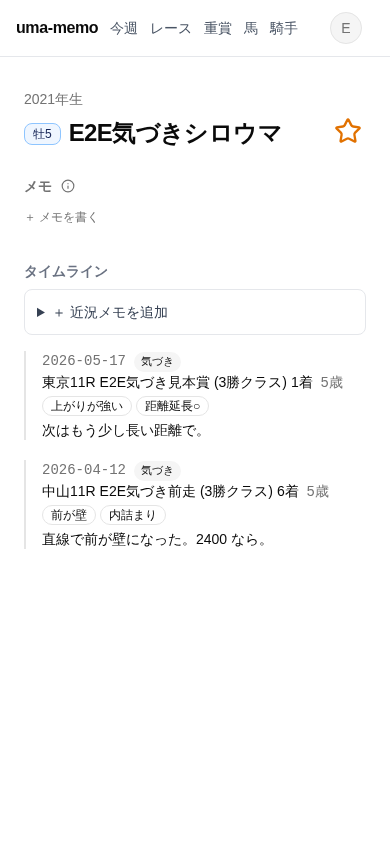 uma-memo 今週 レース 重賞 馬 騎手 E
2021年生
牡5 E2E気づきシロウマ
メモ
＋ メモを書く
タイムライン
＋ 近況メモを追加
2026-05-17 気づき
東京11R E2E気づき見本賞 (3勝クラス) 1着 5歳
上がりが強い 距離延長○
次はもう少し長い距離で。
2026-04-12 気づき
中山11R E2E気づき前走 (3勝クラス) 6着 5歳
前が壁 内詰まり
直線で前が壁になった。2400 なら。